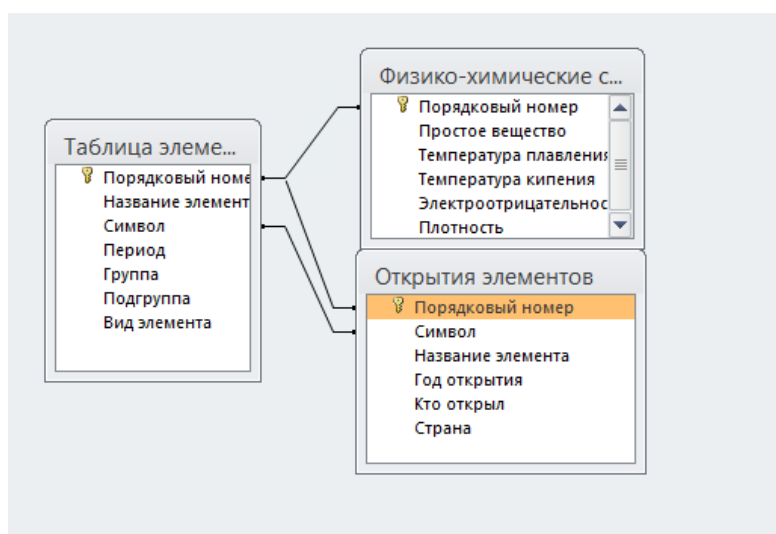 Таблица элеме...
Порядковый номе
Название элемент
Символ
Период
Группа
Подгруппа
Вид элемента
Физико-химические с...
Порядковый номер
Простое вещество
Температура плавления
Температура кипения
Электроотрицательнос
Плотность
Открытия элементов
Порядковый номер
Символ
Название элемента
Год открытия
Кто открыл
Страна